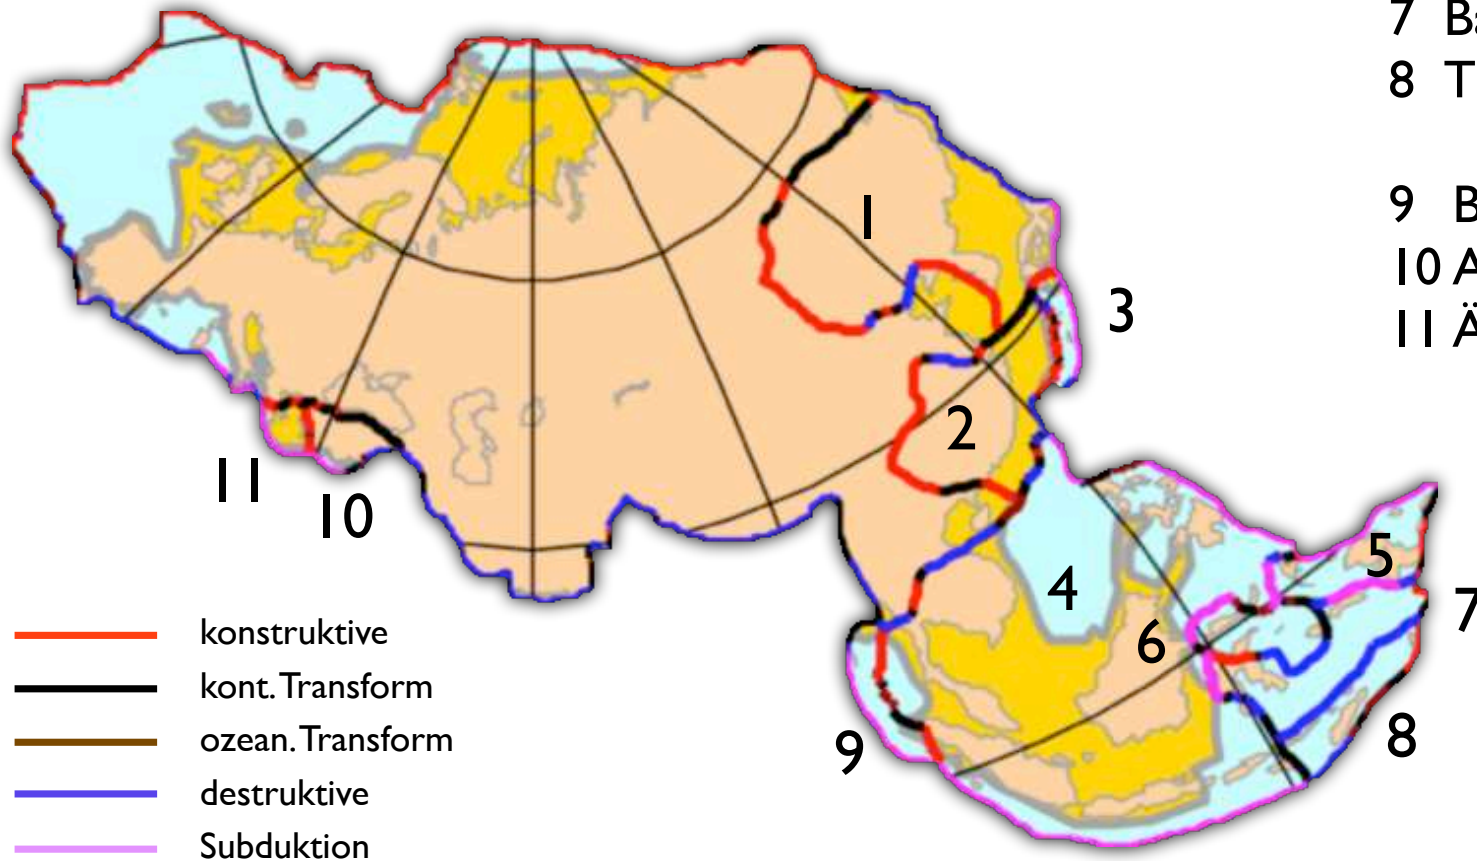 7 Ba
8 T
9 B
10 A
11 Ä
1
2
3
4
5
6
7
8
9
10
11
konstruktive
kont. Transform
ozean. Transform
destruktive
Subduktion